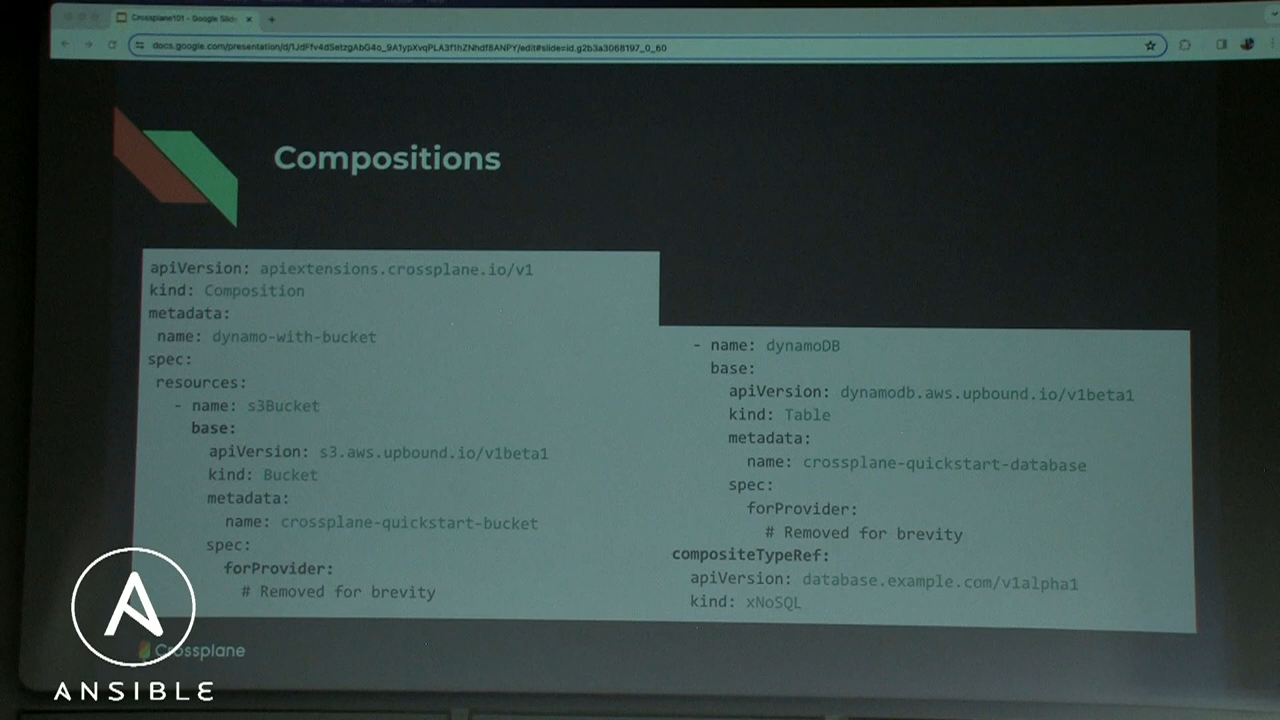 Crossplane101 - Google Slide
docs.google.com/presentation/d/1JdFfv4dSetzgAbG4o_9A1ypXvqPLA3f1hZNhdf8ANPY/edit#slide=id.g2b3a3068197_0_60
Compositions
apiVersion: apiextensions.crossplane.io/v1
kind: Composition
metadata:
name: dynamo-with-bucket
spec:
resources:
- name: s3Bucket
base:
apiVersion: s3.aws.upbound.io/v1beta1
kind: Bucket
metadata:
name: crossplane-quickstart-bucket
spec:
forProvider:
# Removed for brevity
- name: dynamoDB
base:
apiVersion: dynamodb.aws.upbound.io/v1beta1
kind: Table
metadata:
name: crossplane-quickstart-database
spec:
forProvider:
# Removed for brevity
compositeTypeRef:
apiVersion: database.example.com/v1alpha1
kind: xNoSQL
Crossplane
ANSIBLE